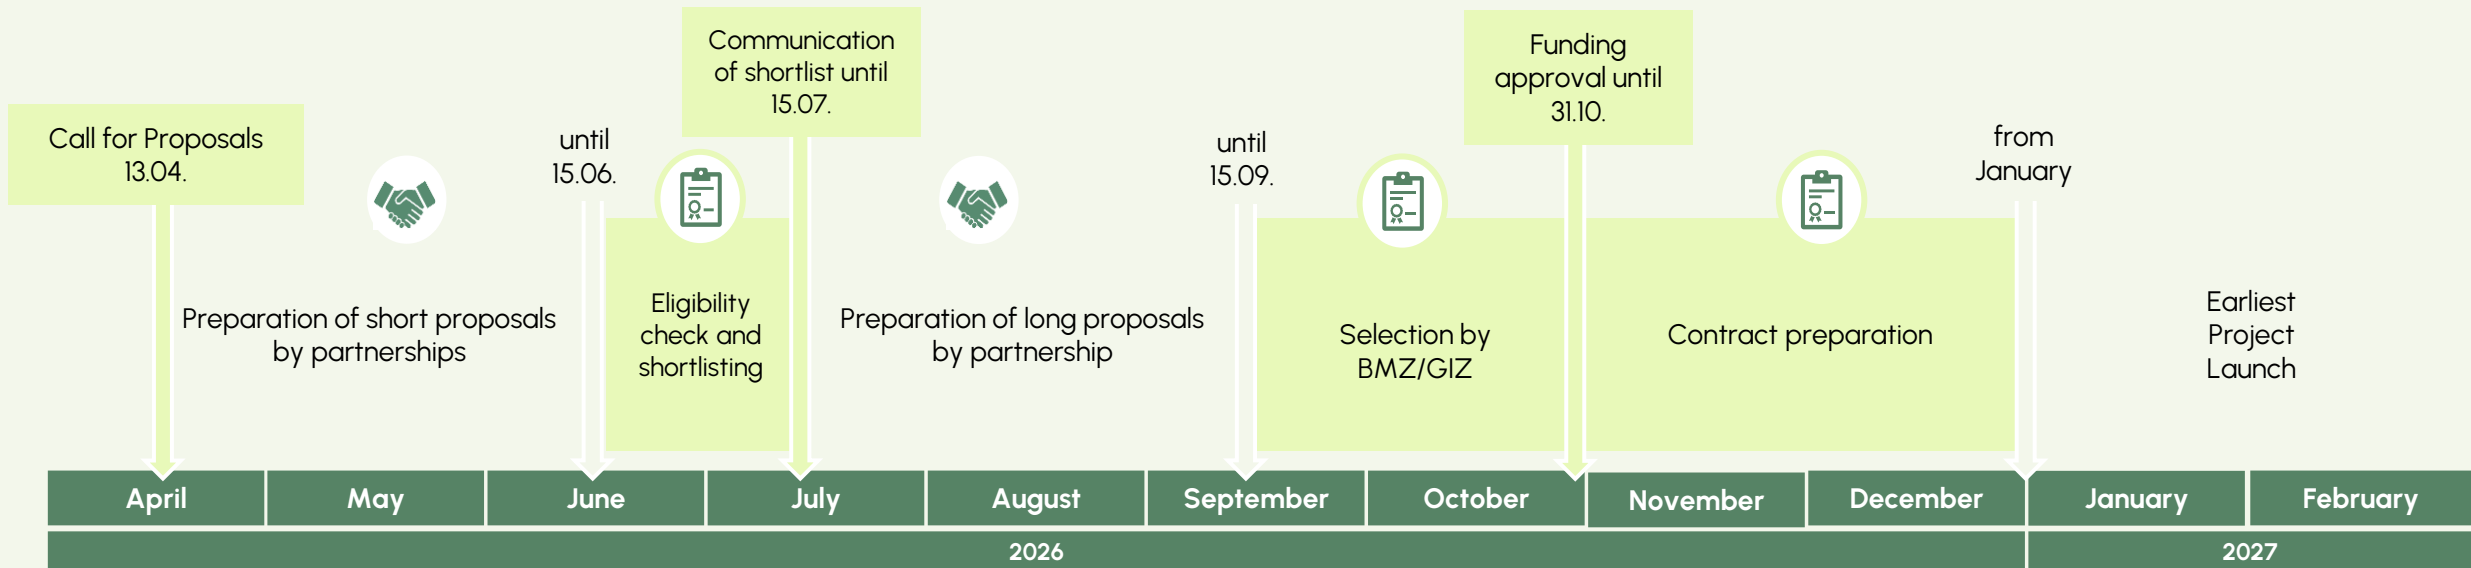 Call for Proposals
13.04.
Preparation of short proposals
by partnerships
until
15.06.
Eligibility
check and
shortlisting
Communication
of shortlist until
15.07.
Preparation of long proposals
by partnership
until
15.09.
Selection by
BMZ/GIZ
Funding
approval until
31.10.
Contract preparation
from
January
Earliest
Project
Launch
April
May
June
July
August
September
October
November
December
January
February
2026
2027